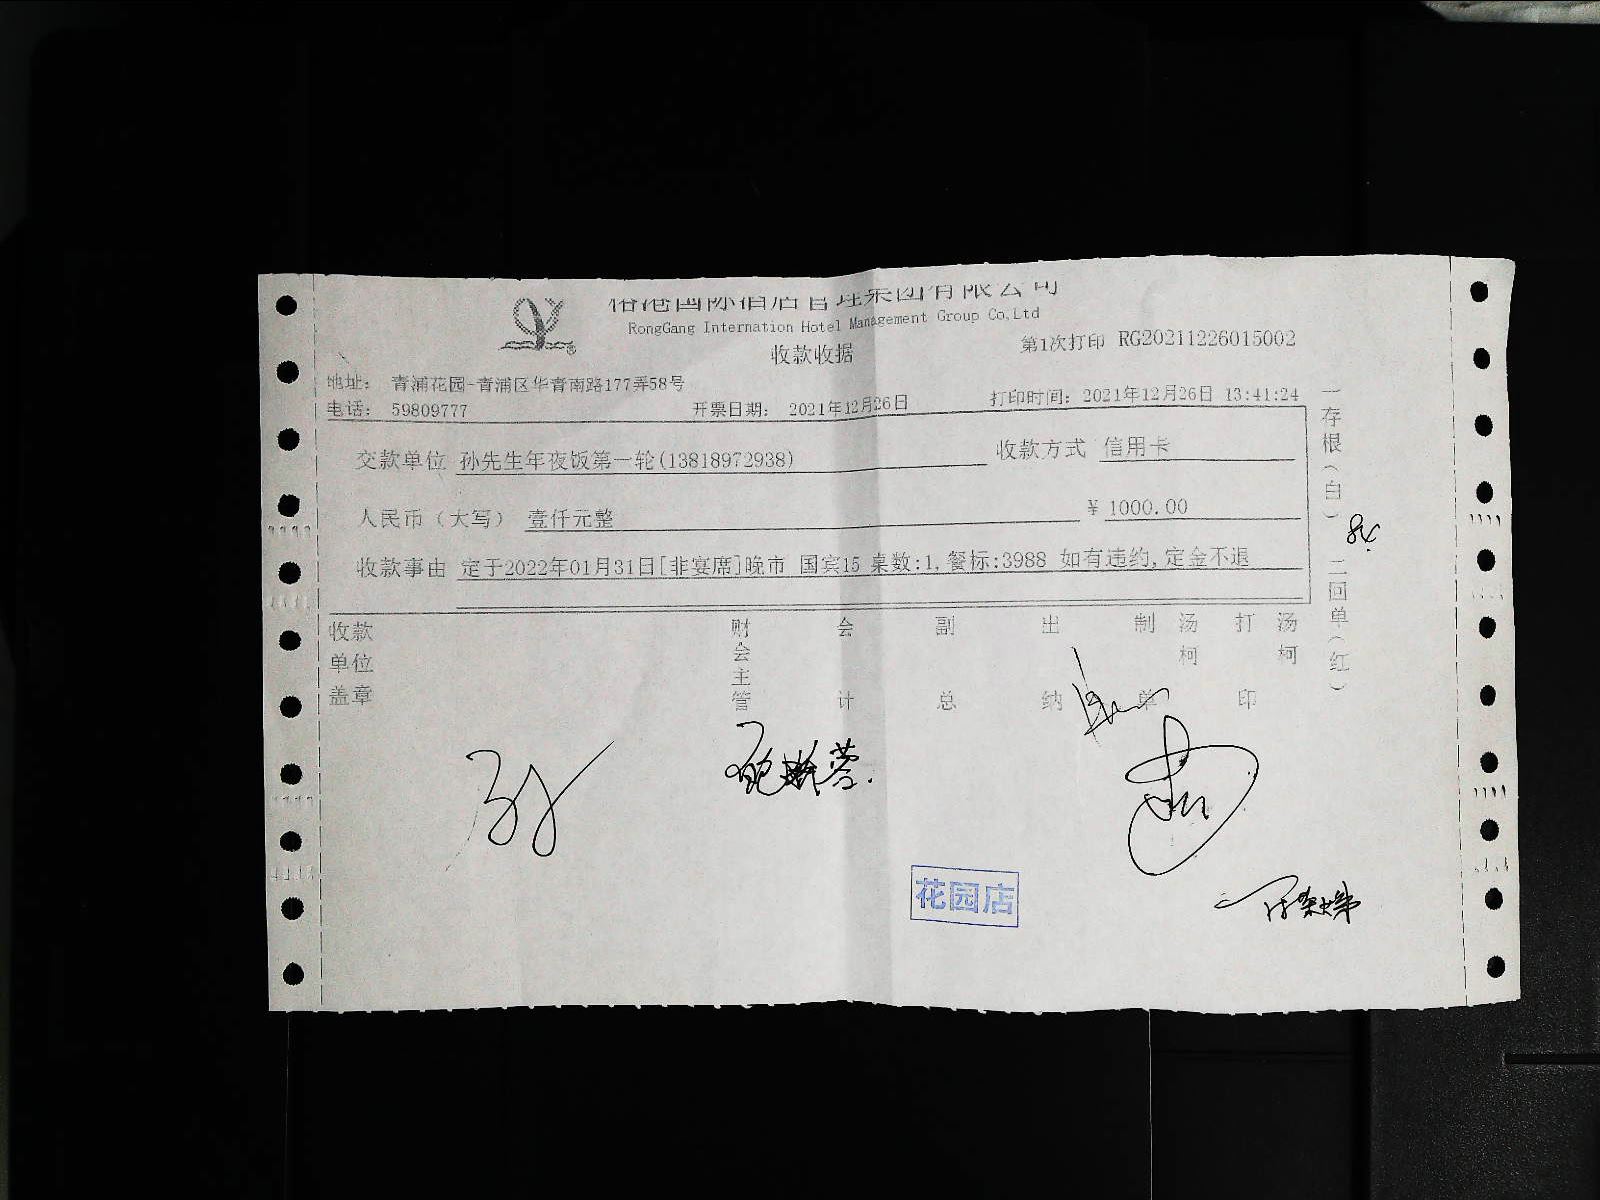 裕港国际酒店管理集团有限公司
RongGang Internation Hotel Management Group Co,Ltd
收款收据
第1次打印 RG20211226015002
地址： 青浦花园-青浦区华青南路177弄58号
电话： 59809777 开票日期： 2021年12月26日 打印时间：2021年12月26日 13:41:24
交款单位 孙先生年夜饭第一轮(13818972938) 收款方式 信用卡
人民币（大写） 壹仟元整 ¥ 1000.00
收款事由 定于2022年01月31日[非宴席]晚市 国宾15 桌数:1,餐标:3988 如有违约,定金不退
收款单位盖章 财会主管 会计 副总 出纳 制单 汤柯 打印 汤柯
一存根(白) 二回单(红)
花园店